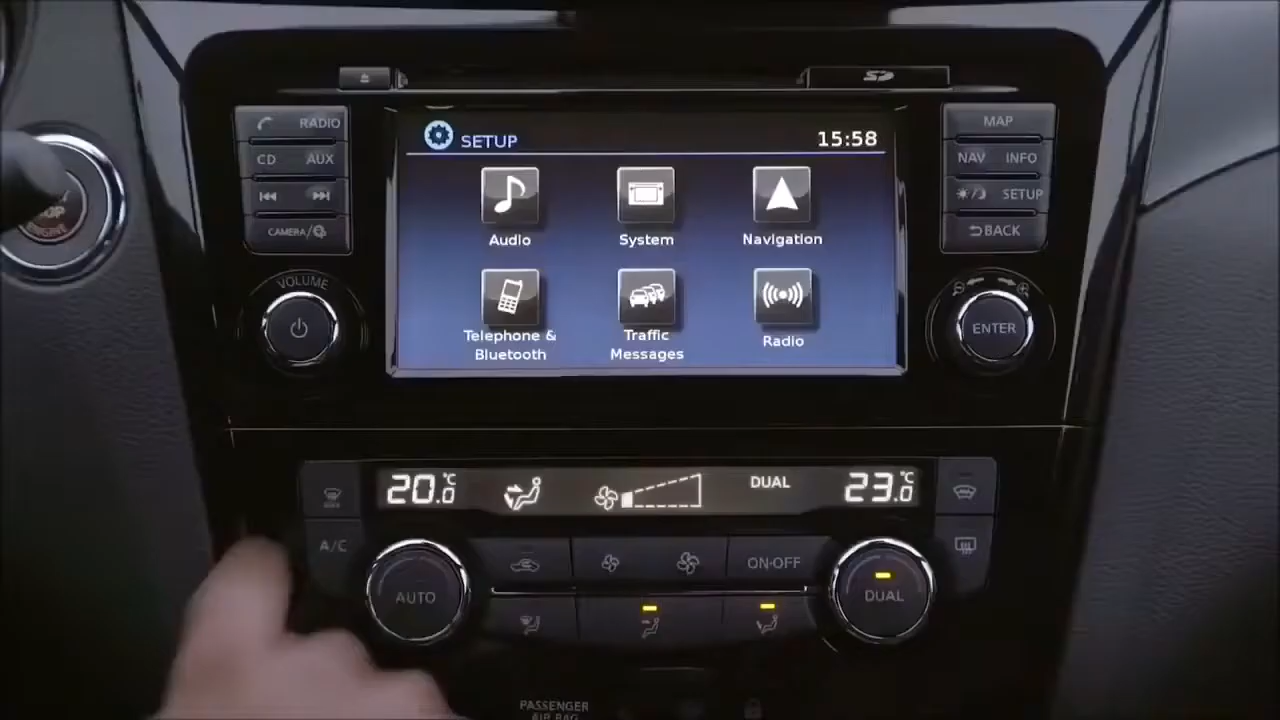 SD
RADIO
CD AUX
CAMERA/
VOLUME
SETUP
15:58
Audio
System
Navigation
Telephone &
Bluetooth
Traffic
Messages
Radio
MAP
NAV INFO
SETUP
BACK
ENTER
ENGINE
20.0 °C
DUAL
23.0 °C
A/C
AUTO
ON·OFF
DUAL
PASSENGER
AIR BAG